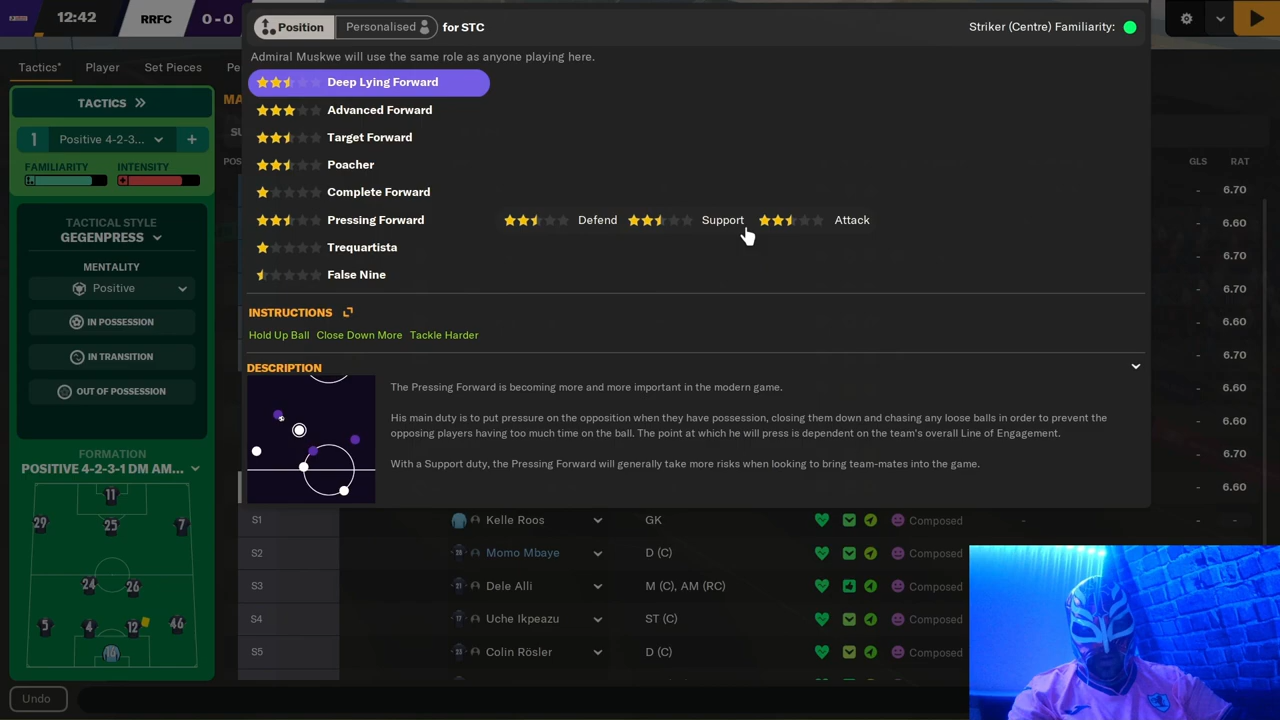 12:42 RRFC 0-0
Position Personalised for STC Striker (Centre) Familiarity:
Admiral Muskwe will use the same role as anyone playing here.
Tactics* Player Set Pieces Pe
Deep Lying Forward
TACTICS
Advanced Forward
1 Positive 4-2-3... +
Target Forward
FAMILIARITY INTENSITY
Poacher
GLS RAT
Complete Forward
- 6.70
TACTICAL STYLE
GEGENPRESS
Pressing Forward Defend Support Attack
- 6.60
MENTALITY
Trequartista
- 6.70
False Nine
Positive
- 6.70
INSTRUCTIONS
IN POSSESSION
- 6.60
Hold Up Ball Close Down More Tackle Harder
IN TRANSITION
- 6.70
DESCRIPTION
OUT OF POSSESSION
The Pressing Forward is becoming more and more important in the modern game.
- 6.60
His main duty is to put pressure on the opposition when they have possession, closing them down and chasing any loose balls in order to prevent the
opposing players having too much time on the ball. The point at which he will press is dependent on the team's overall Line of Engagement.
- 6.60
FORMATION
- 6.70
POSITIVE 4-2-3-1 DM AM...
With a Support duty, the Pressing Forward will generally take more risks when looking to bring team-mates into the game.
- 6.60
11
29 25 7
24 26
5 4 12 46
S1 Kelle Roos GK Composed - -
S2 Momo Mbaye D (C) Composed
S3 Dele Alli M (C), AM (RC) Composed
S4 Uche Ikpeazu ST (C) Composed
S5 Colin Rösler D (C) Composed
Undo